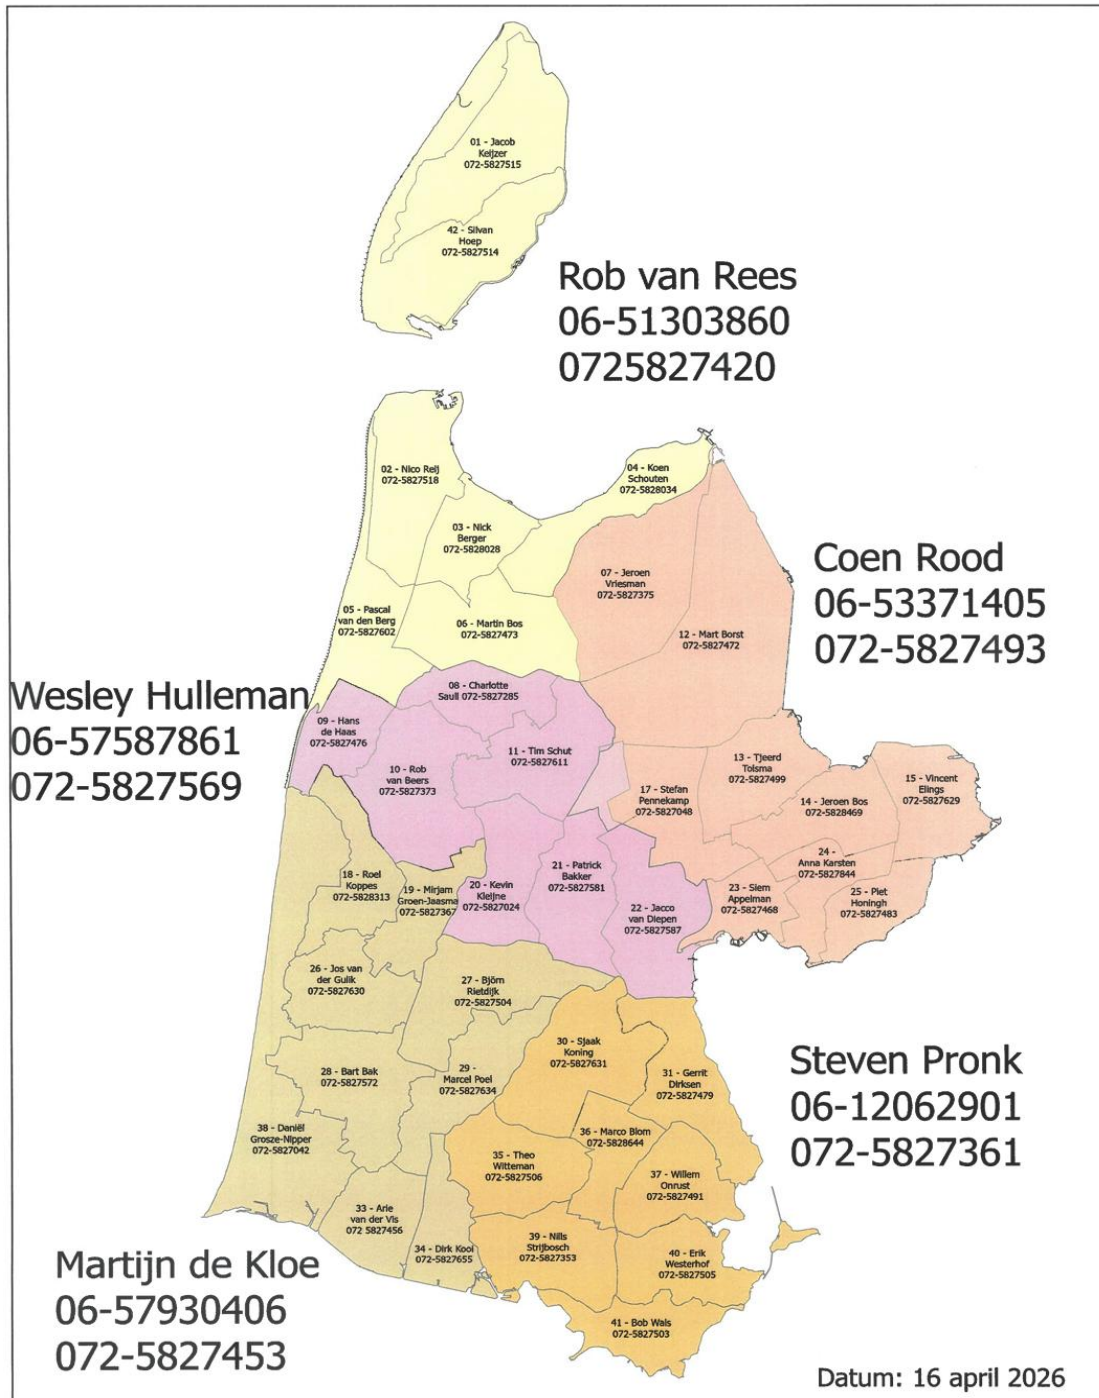 01 - Jacob
Keijzer
072-5827515
42 - Silvan
Hoep
072-5827514
Rob van Rees
06-51303860
0725827420
02 - Nico Reij
072-5827518
04 - Koen
Schouten
072-5828034
03 - Nick
Berger
072-5828028
07 - Jeroen
Vriesman
072-5827375
Coen Rood
06-53371405
072-5827493
05 - Pascal
van den Berg
072-5827602
06 - Martin Bos
072-5827473
12 - Mart Borst
072-5827472
Wesley Hulleman
06-57587861
072-5827569
08 - Charlotte
Saull 072-5827285
09 - Hans
de Haas
072-5827476
10 - Rob
van Beers
072-5827373
11 - Tim Schut
072-5827611
13 - Tjeerd
Tolsma
072-5827499
15 - Vincent
Elings
072-5827629
17 - Stefan
Pennekamp
072-5827048
14 - Jeroen Bos
072-5828469
24 -
Anna Karsten
072-5827844
18 - Roel
Koppes
072-5828313
19 - Mirjam
Groen-Jaasma
072-5827367
20 - Kevin
Kleijne
072-5827024
21 - Patrick
Bakker
072-5827581
22 - Jacco
van Diepen
072-5827587
23 - Siem
Appelman
072-5827468
25 - Piet
Honingh
072-5827483
26 - Jos van
der Gulik
072-5827630
27 - Björn
Rietdijk
072-5827504
30 - Sjaak
Koning
072-5827631
28 - Bart Bak
072-5827572
29 -
Marcel Poel
072-5827634
31 - Gerrit
Dirksen
072-5827479
Steven Pronk
06-12062901
072-5827361
38 - Daniël
Grosze-Nipper
072-5827042
36 - Marco Blom
072-5828644
35 - Theo
Witteman
072-5827506
37 - Willem
Onrust
072-5827491
33 - Arie
van der Vis
072 5827456
34 - Dirk Kooi
072-5827655
39 - Nils
Strijbosch
072-5827353
40 - Erik
Westerhof
072-5827505
Martijn de Kloe
06-57930406
072-5827453
41 - Bob Wals
072-5827503
Datum: 16 april 2026